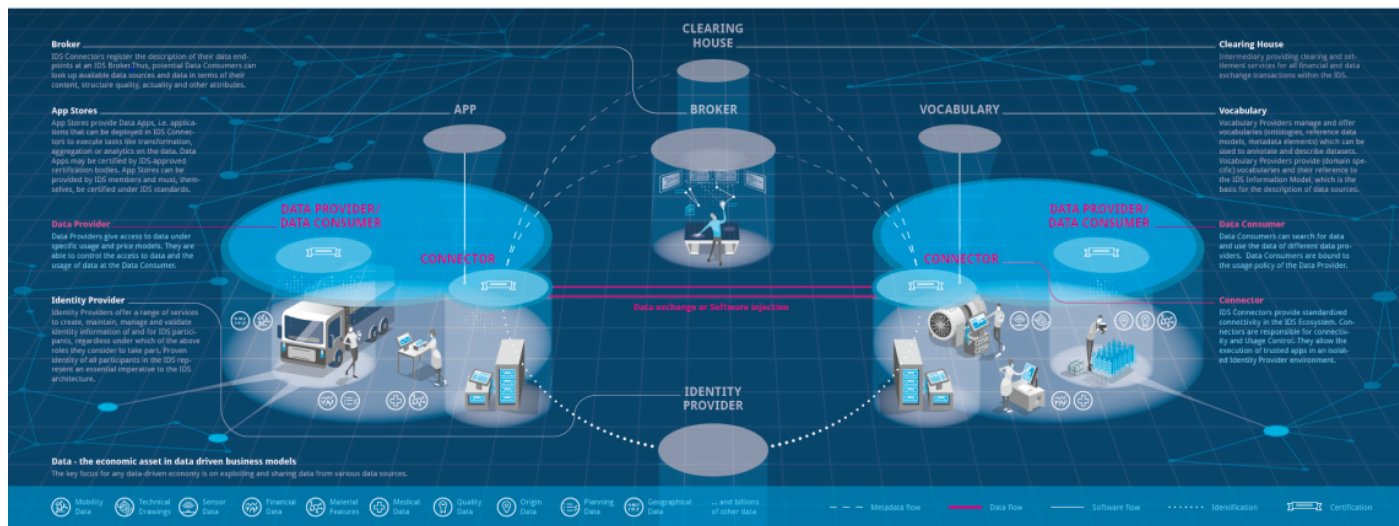 CLEARING
HOUSE
Broker
IDS Connectors register the description of their data end-
points at an IDS Broker.Thus, potential Data Consumers can
look up available data sources and data in terms of their
content, structure quality, actuality and other attributes.
Clearing House
Intermediary providing clearing and set-
tlement services for all financial and data
exchange transactions within the IDS.
App Stores
App Stores provide Data Apps, i.e. applica-
tions that can be deployed in IDS Connec-
tors to execute tasks like transformation,
aggregation or analytics on the data. Data
Apps may be certified by IDS-approved
certification bodies. App Stores can be
provided by IDS members and must, them-
selves, be certified under IDS standards.
APP
BROKER
VOCABULARY
Vocabulary
Vocabulary Providers manage and offer
vocabularies (ontologies, reference data
models, metadata elements) which can be
used to annotate and describe datasets.
Vocabulary Providers provide (domain spe-
cific) vocabularies and their reference to
the IDS Information Model, which is the
basis for the description of data sources.
Data Provider
Data Providers give access to data under
specific usage and price models. They are
able to control the access to data and the
usage of data at the Data Consumer.
DATA PROVIDER/
DATA CONSUMER
DATA PROVIDER/
DATA CONSUMER
Data Consumer
Data Consumers can search for data
and use the data of different data pro-
viders. Data Consumers are bound to
the usage policy of the Data Provider.
CONNECTOR
CONNECTOR
Data exchange or Software injection
Identity Provider
Identity Providers offer a range of services
to create, maintain, manage and validate
identity information of and for IDS partici-
pants, regardless under which of the above
roles they consider to take part. Proven
identity of all participants in the IDS rep-
resent an essential imperative to the IDS
architecture.
Connector
IDS Connectors provide standardized
connectivity in the IDS Ecosystem. Con-
nectors are responsible for connectiv-
ity and Usage Control. They allow the
execution of trusted apps in an isolat-
ed Identity Provider environment.
IDENTITY
PROVIDER
Data - the economic asset in data driven business models
The key focus for any data-driven economy is on exploiting and sharing data from various data sources.
Mobility
Data
Technical
Drawings
Sensor
Data
Financial
Data
Material
Features
Medical
Data
Quality
Data
Origin
Data
Planning
Data
Geographical
Data
... and billions
of other data
Metadata flow
Data flow
Software flow
Identification
Certification